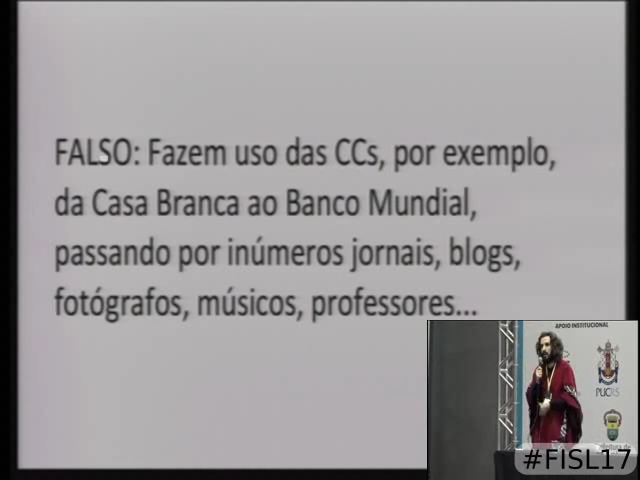 FALSO: Fazem uso das CCs, por exemplo,
da Casa Branca ao Banco Mundial,
passando por inúmeros jornais, blogs,
fotógrafos, músicos, professores...
APOIO INSTITUCIONAL
PUCRS
#FISL17